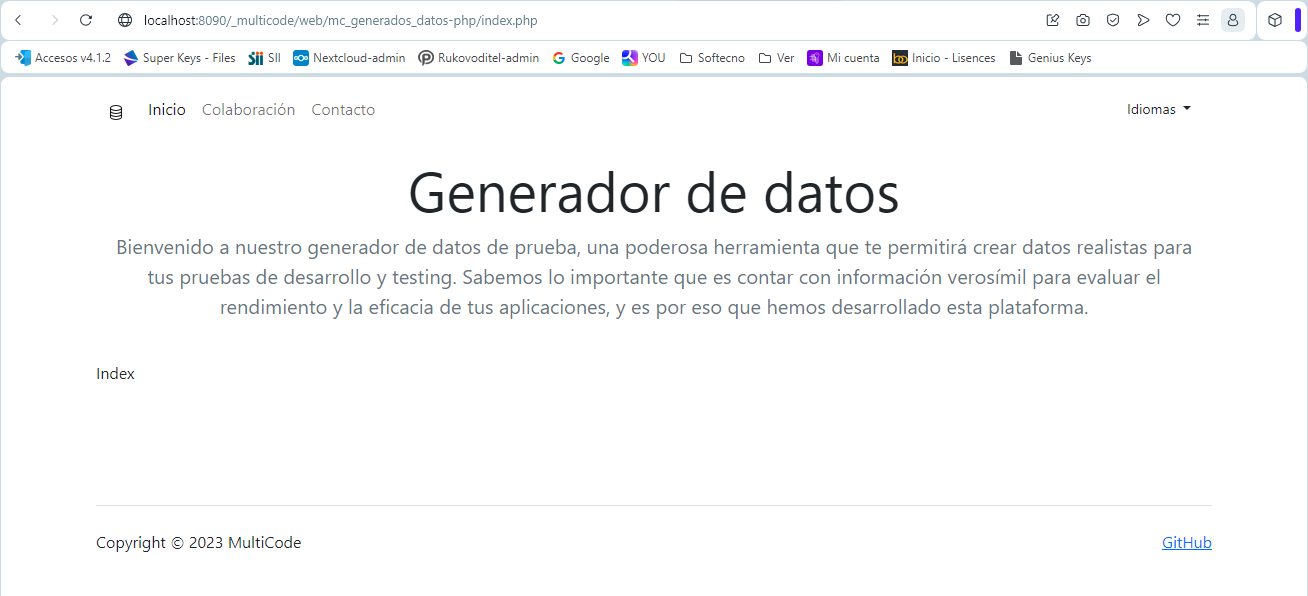 localhost:8090/_multicode/web/mc_generados_datos-php/index.php
Accesos v4.1.2 Super Keys - Files SII SII Nextcloud-admin Rukovoditel-admin Google YOU Softecno Ver Mi cuenta Inicio - Lisences Genius Keys
Inicio Colaboración Contacto Idiomas
Generador de datos
Bienvenido a nuestro generador de datos de prueba, una poderosa herramienta que te permitirá crear datos realistas para
tus pruebas de desarrollo y testing. Sabemos lo importante que es contar con información verosímil para evaluar el
rendimiento y la eficacia de tus aplicaciones, y es por eso que hemos desarrollado esta plataforma.
Index
Copyright © 2023 MultiCode GitHub